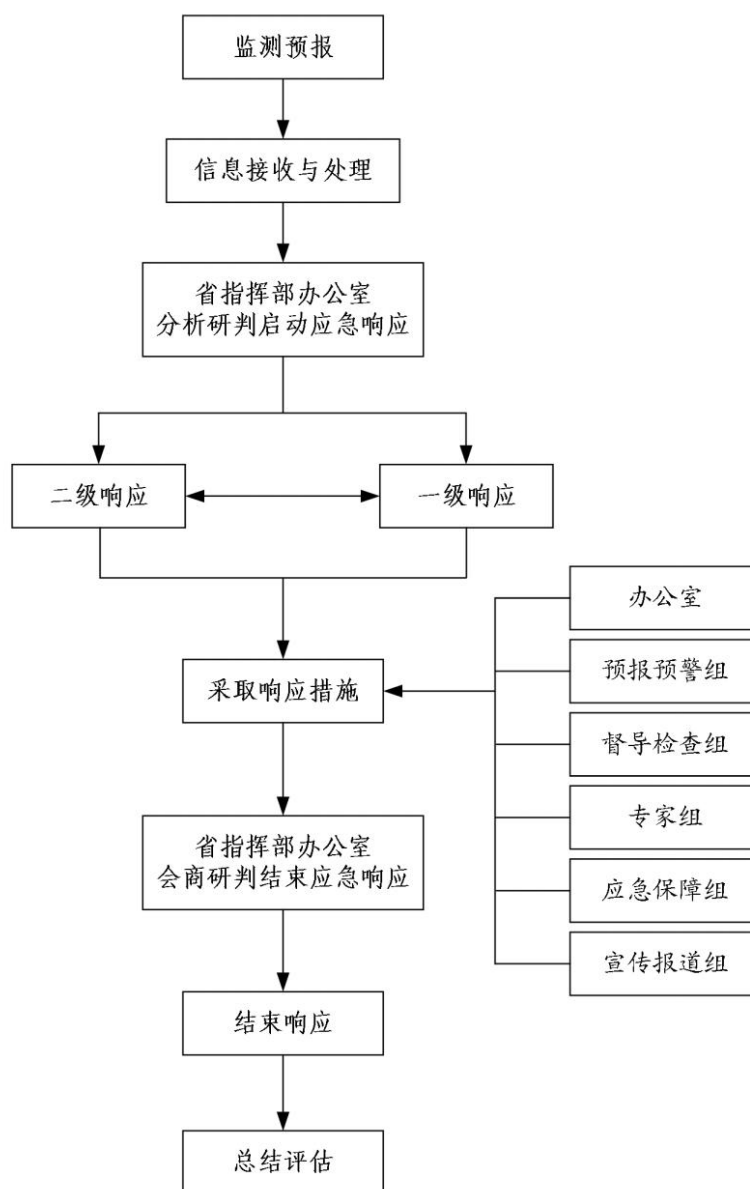 监测预报
信息接收与处理
省指挥部办公室
分析研判启动应急响应
二级响应
一级响应
办公室
预报预警组
采取响应措施
督导检查组
专家组
省指挥部办公室
会商研判结束应急响应
应急保障组
宣传报道组
结束响应
总结评估